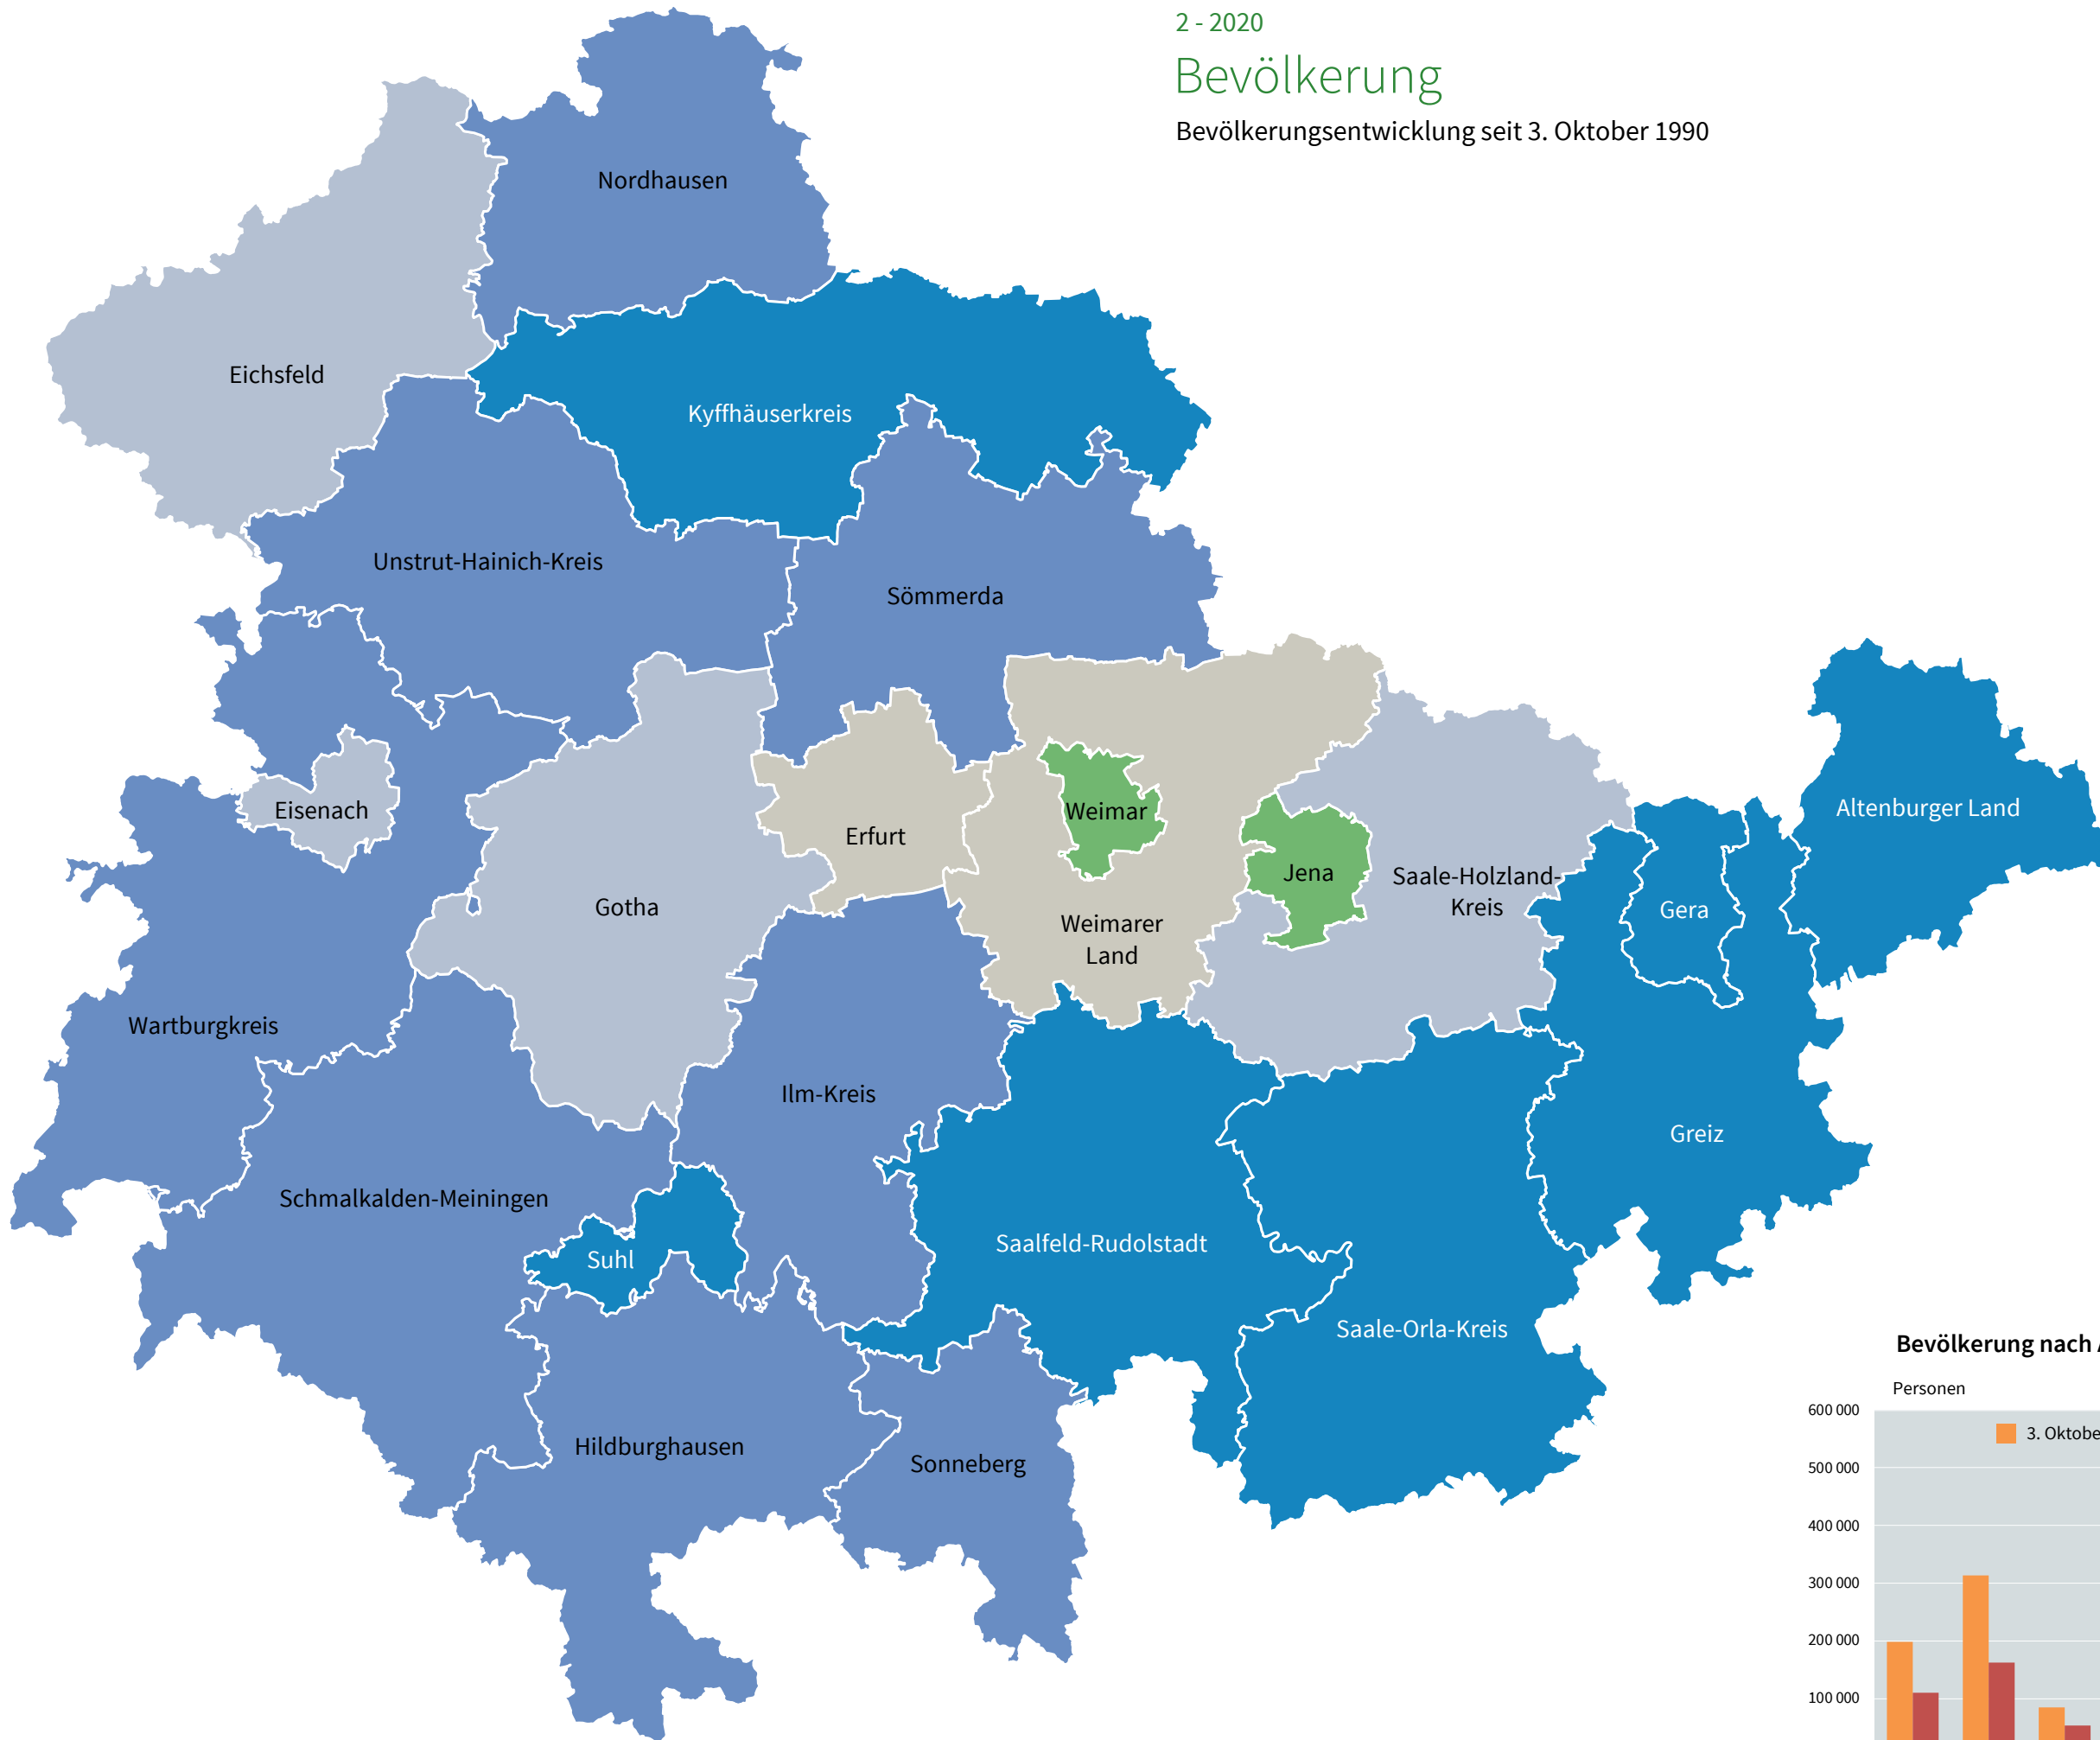 2 - 2020
Bevölkerung
Bevölkerungsentwicklung seit 3. Oktober 1990
Nordhausen
Eichsfeld
Kyffhäuserkreis
Unstrut-Hainich-Kreis
Sömmerda
Eisenach
Erfurt
Weimar
Altenburger Land
Gotha
Jena
Saale-Holzland-
Kreis
Gera
Weimarer
Land
Wartburgkreis
Ilm-Kreis
Greiz
Schmalkalden-Meiningen
Suhl
Saalfeld-Rudolstadt
Saale-Orla-Kreis
Hildburghausen
Sonneberg
Bevölkerung nach
Personen
600 000
3. Oktobe
500 000
400 000
300 000
200 000
100 000